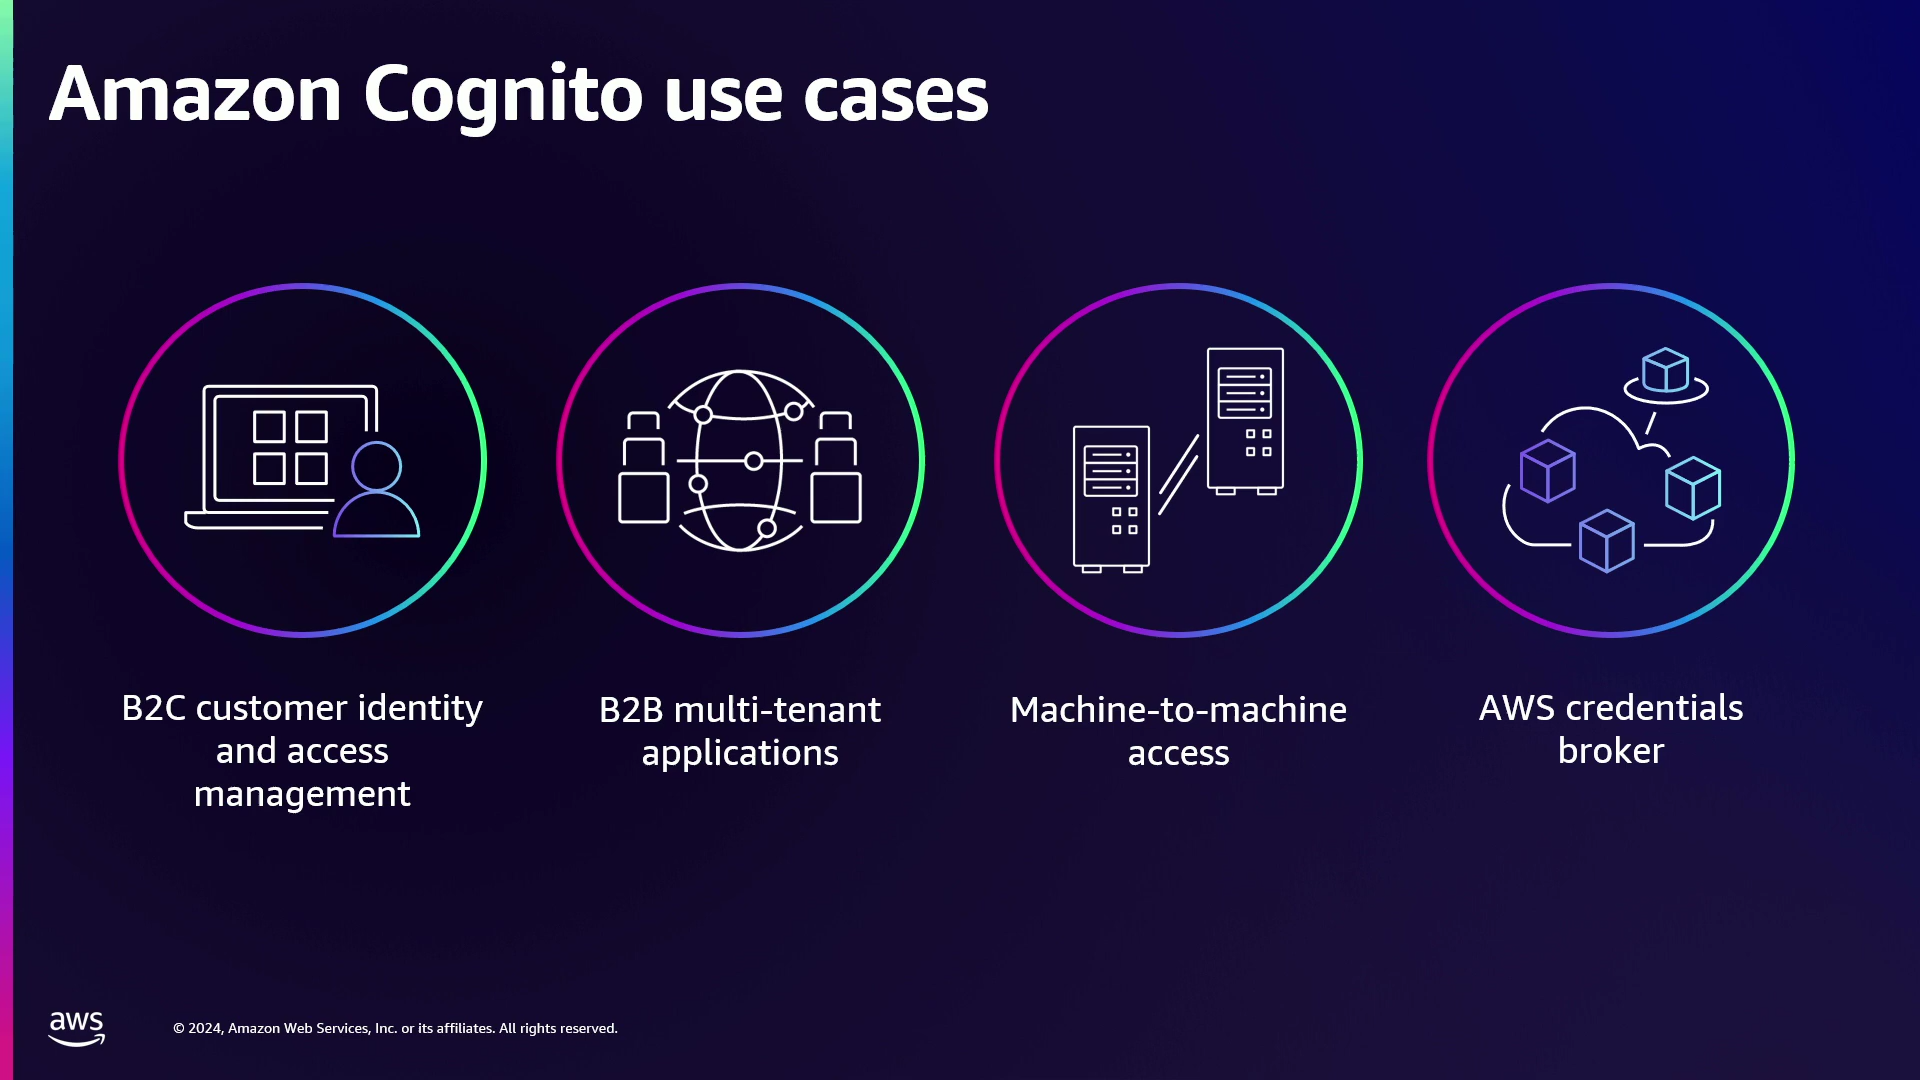 Amazon Cognito use cases
B2C customer identity
and access
management
B2B multi-tenant
applications
Machine-to-machine
access
AWS credentials
broker
aws
© 2024, Amazon Web Services, Inc. or its affiliates. All rights reserved.